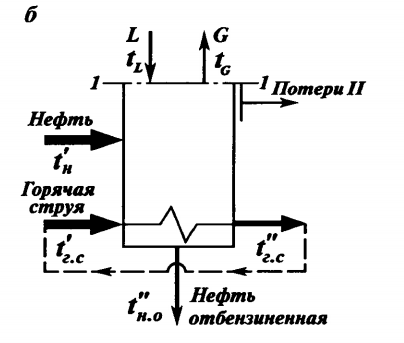 б
L G
t_L t_G
1 1
Потери II
Нефть
t'_н
Горячая
струя
t'_г.с t''_г.с
t''_н.о Нефть
отбензиненная